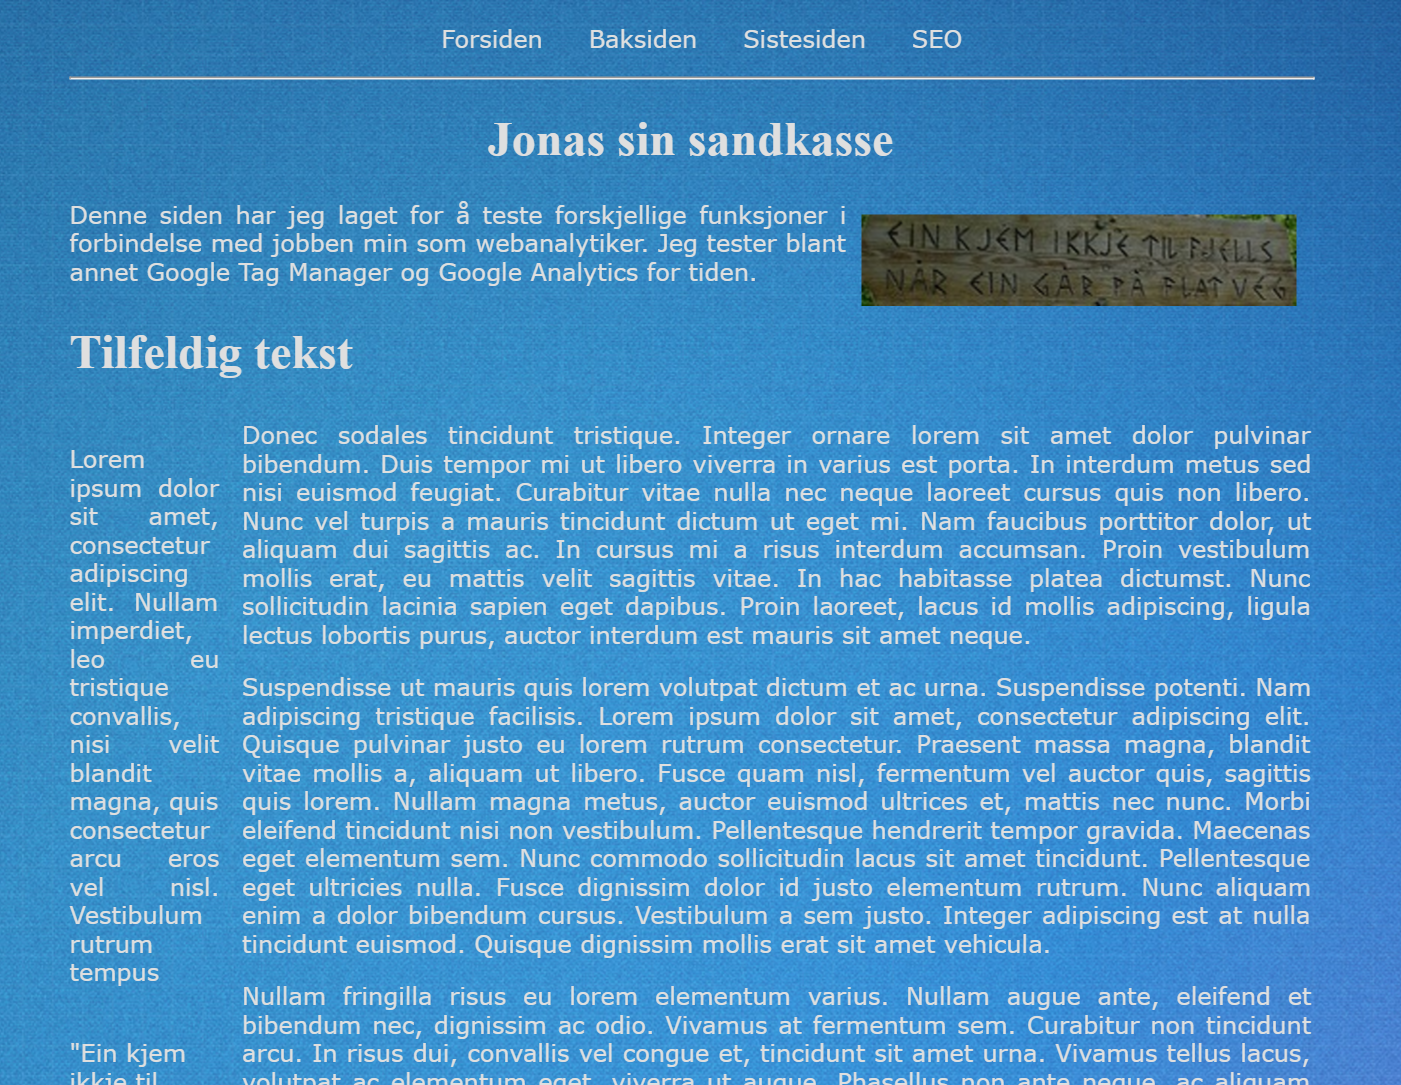 Forsiden Baksiden Sistesiden SEO
Jonas sin sandkasse
Denne siden har jeg laget for å teste forskjellige funksjoner i
forbindelse med jobben min som webanalytiker. Jeg tester blant
annet Google Tag Manager og Google Analytics for tiden.
EIN KJEM IKKJE TIL FJELLS
NÅR EIN GÅR PÅ FLAT VEG
Tilfeldig tekst
Lorem
ipsum dolor
sit amet,
consectetur
adipiscing
elit. Nullam
imperdiet,
leo eu
tristique
convallis,
nisi velit
blandit
magna, quis
consectetur
arcu eros
vel nisl.
Vestibulum
rutrum
tempus
"Ein kjem
ikkje til
Donec sodales tincidunt tristique. Integer ornare lorem sit amet dolor pulvinar
bibendum. Duis tempor mi ut libero viverra in varius est porta. In interdum metus sed
nisi euismod feugiat. Curabitur vitae nulla nec neque laoreet cursus quis non libero.
Nunc vel turpis a mauris tincidunt dictum ut eget mi. Nam faucibus porttitor dolor, ut
aliquam dui sagittis ac. In cursus mi a risus interdum accumsan. Proin vestibulum
mollis erat, eu mattis velit sagittis vitae. In hac habitasse platea dictumst. Nunc
sollicitudin lacinia sapien eget dapibus. Proin laoreet, lacus id mollis adipiscing, ligula
lectus lobortis purus, auctor interdum est mauris sit amet neque.
Suspendisse ut mauris quis lorem volutpat dictum et ac urna. Suspendisse potenti. Nam
adipiscing tristique facilisis. Lorem ipsum dolor sit amet, consectetur adipiscing elit.
Quisque pulvinar justo eu lorem rutrum consectetur. Praesent massa magna, blandit
vitae mollis a, aliquam ut libero. Fusce quam nisl, fermentum vel auctor quis, sagittis
quis lorem. Nullam magna metus, auctor euismod ultrices et, mattis nec nunc. Morbi
eleifend tincidunt nisi non vestibulum. Pellentesque hendrerit tempor gravida. Maecenas
eget elementum sem. Nunc commodo sollicitudin lacus sit amet tincidunt. Pellentesque
eget ultricies nulla. Fusce dignissim dolor id justo elementum rutrum. Nunc aliquam
enim a dolor bibendum cursus. Vestibulum a sem justo. Integer adipiscing est at nulla
tincidunt euismod. Quisque dignissim mollis erat sit amet vehicula.
Nullam fringilla risus eu lorem elementum varius. Nullam augue ante, eleifend et
bibendum nec, dignissim ac odio. Vivamus at fermentum sem. Curabitur non tincidunt
arcu. In risus dui, convallis vel congue et, tincidunt sit amet urna. Vivamus tellus lacus,
volutpat ac elementum eget, viverra ut augue. Phasellus non ante neque, ac aliquam